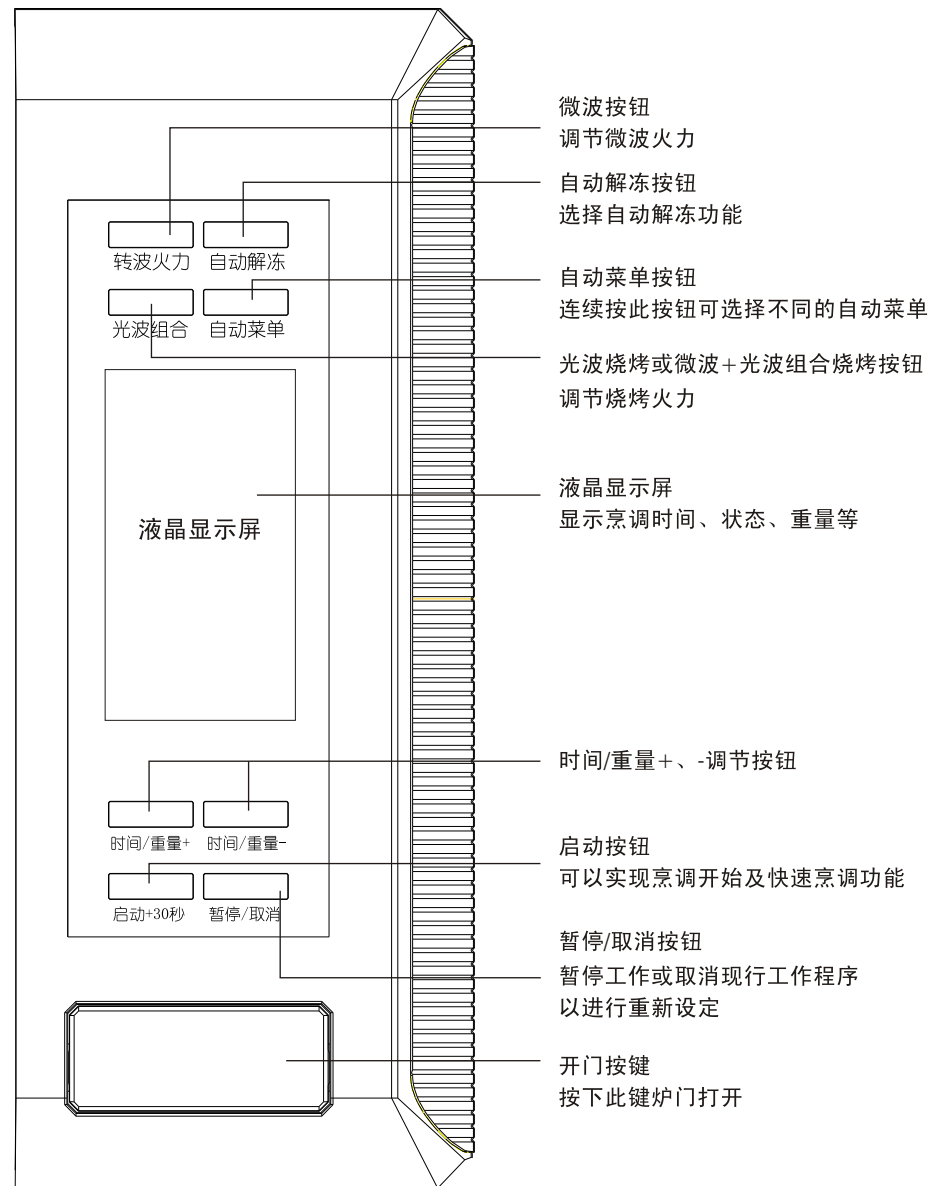 微波按钮
调节微波火力
自动解冻按钮
选择自动解冻功能
转波火力 自动解冻
自动菜单按钮
连续按此按钮可选择不同的自动菜单
光波组合 自动菜单
光波烧烤或微波+光波组合烧烤按钮
调节烧烤火力
液晶显示屏
显示烹调时间、状态、重量等
液晶显示屏
时间/重量+、-调节按钮
时间/重量+ 时间/重量-
启动按钮
可以实现烹调开始及快速烹调功能
启动+30秒 暂停/取消
暂停/取消按钮
暂停工作或取消现行工作程序
以进行重新设定
开门按键
按下此键炉门打开